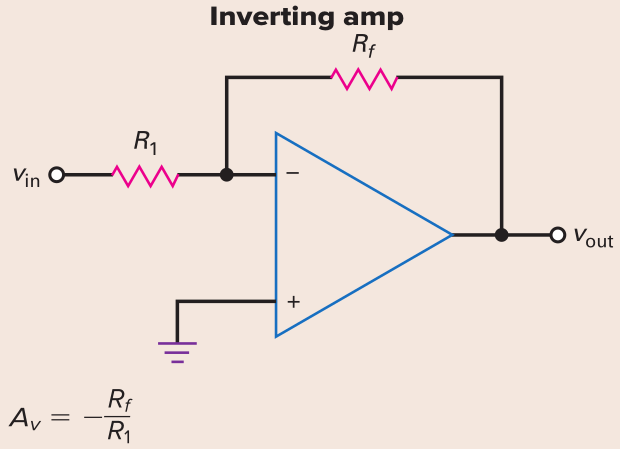 Inverting amp
R_f
R_1
v_in
−
v_out
+
A_v = −R_f/R_1